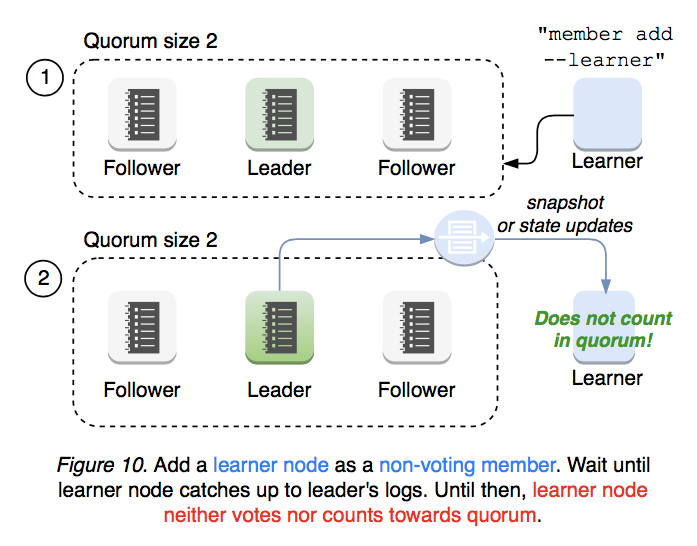 Quorum size 2
"member add
--learner"
1
Follower
Leader
Follower
Learner
snapshot
or state updates
Quorum size 2
2
Does not count
in quorum!
Follower
Leader
Follower
Learner
Figure 10. Add a learner node as a non-voting member. Wait until
learner node catches up to leader's logs. Until then, learner node
neither votes nor counts towards quorum.